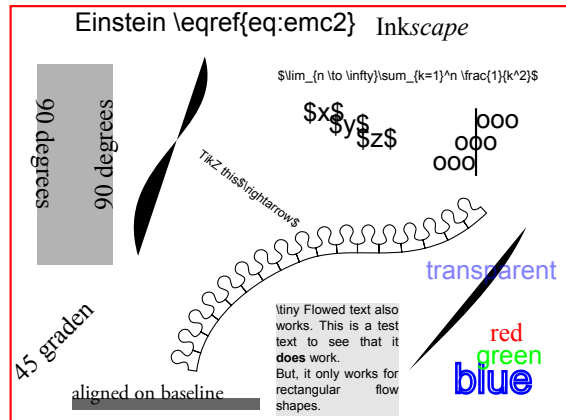 Einstein \eqref{eq:emc2} Inkscape
$\lim_{n \to \infty}\sum_{k=1}^n \frac{1}{k^2}$
90 degrees
90 degrees
$x$
$y$
$z$
ooo
ooo
ooo
TikZ this$\rightarrow$
transparent
45 graden
\tiny Flowed text also
works. This is a test
text to see that it
does work.
But, it only works for
rectangular flow
shapes.
red
green
blue
aligned on baseline